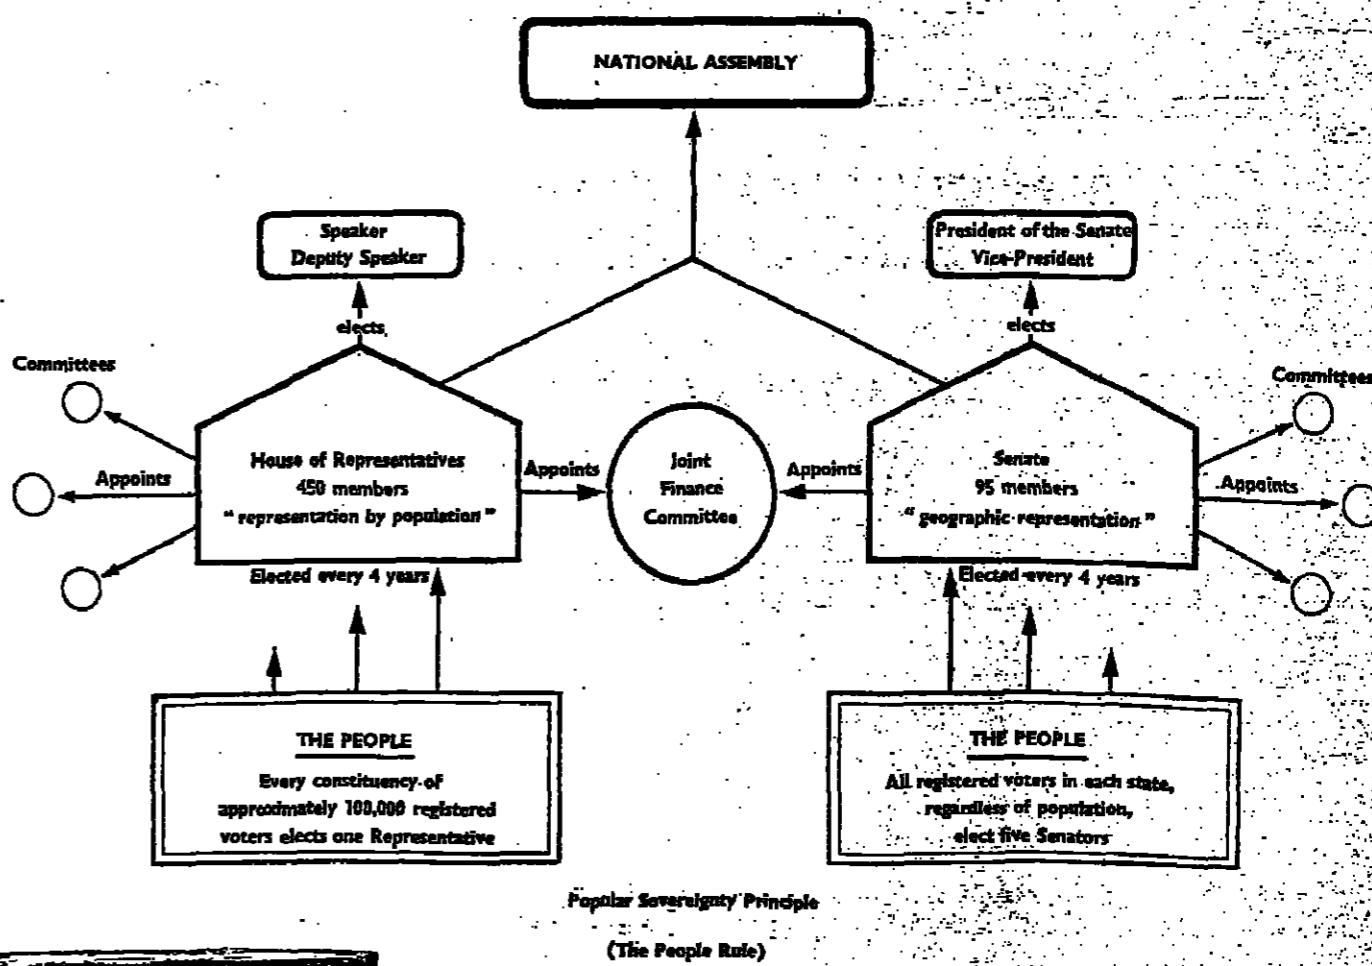 NATIONAL ASSEMBLY
Speaker
Deputy Speaker
President of the Senate
Vice-President
elects
elects
Committees
Committees
House of Representatives
450 members
" representation by population "
Appoints
Appoints
Joint
Finance
Committee
Appoints
Senate
95 members
" geographic representation "
Appoints
Elected every 4 years
Elected every 4 years
THE PEOPLE
Every constituency of
approximately 100,000 registered
voters elects one Representative
THE PEOPLE
All registered voters in each state,
regardless of population,
elect five Senators
Popular Sovereignty Principle
(The People Rule)